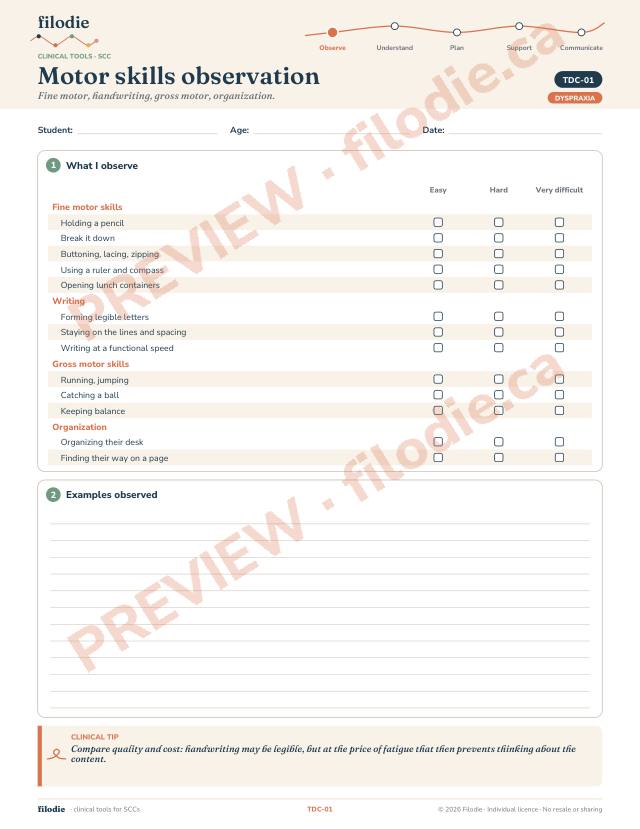 filodie
CLINICAL TOOLS · SCC
Observe Understand Plan Support Communicate
Motor skills observation
Fine motor, handwriting, gross motor, organization.
TDC-01
DYSPRAXIA
Student: Age: Date:
1 What I observe
Easy Hard Very difficult
Fine motor skills
Holding a pencil
Break it down
Buttoning, lacing, zipping
Using a ruler and compass
Opening lunch containers
Writing
Forming legible letters
Staying on the lines and spacing
Writing at a functional speed
Gross motor skills
Running, jumping
Catching a ball
Keeping balance
Organization
Organizing their desk
Finding their way on a page
2 Examples observed
CLINICAL TIP
Compare quality and cost: handwriting may be legible, but at the price of fatigue that then prevents thinking about the
content.
filodie · clinical tools for SCCs TDC-01 © 2026 Filodie · Individual licence · No resale or sharing
PREVIEW · filodie.ca
PREVIEW · filodie.ca